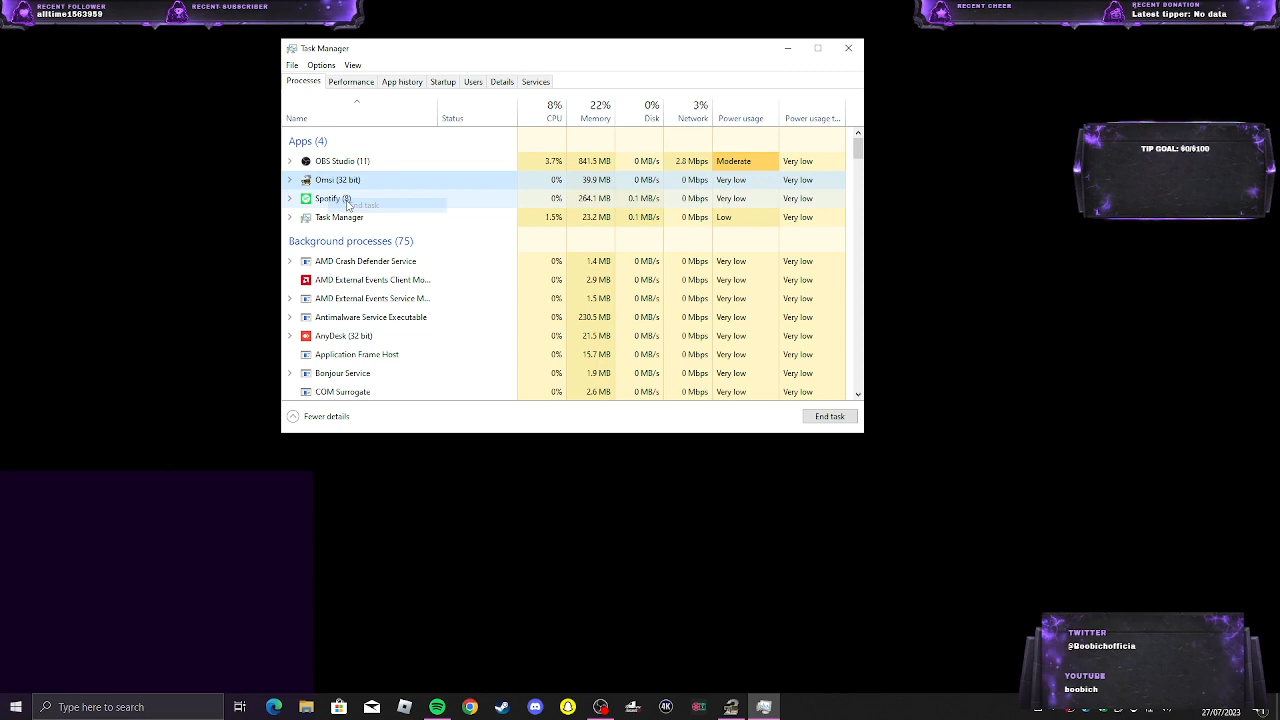 RECENT FOLLOWER
alltime1563959
RECENT SUBSCRIBER
RECENT CHEER
RECENT DONATION
Latest tipper: No data
Task Manager
File Options View
Processes Performance App history Startup Users Details Services
8% 22% 0% 3%
Name Status CPU Memory Disk Network Power usage Power usage t...
Apps (4)
OBS Studio (11) 3.7% 841.5 MB 0 MB/s 2.8 Mbps Moderate Very low
Omsi (32 bit) 0% 39.9 MB 0 MB/s 0 Mbps Very low Very low
Spotify (8) 0% 264.1 MB 0.1 MB/s 0 Mbps Very low Very low
End task
Task Manager 1.5% 23.2 MB 0.1 MB/s 0 Mbps Low Very low
Background processes (75)
AMD Crash Defender Service 0% 1.4 MB 0 MB/s 0 Mbps Very low Very low
AMD External Events Client Mo... 0% 2.9 MB 0 MB/s 0 Mbps Very low Very low
AMD External Events Service M... 0% 1.5 MB 0 MB/s 0 Mbps Very low Very low
Antimalware Service Executable 0% 230.5 MB 0 MB/s 0 Mbps Very low Very low
AnyDesk (32 bit) 0% 21.5 MB 0 MB/s 0 Mbps Very low Very low
Application Frame Host 0% 15.7 MB 0 MB/s 0 Mbps Very low Very low
Bonjour Service 0% 1.9 MB 0 MB/s 0 Mbps Very low Very low
COM Surrogate 0% 2.6 MB 0 MB/s 0 Mbps Very low Very low
Fewer details End task
TIP GOAL: $0/$100
TWITTER
@Boobichofficia
YOUTUBE
boobich
Type here to search
4K
27/07/2023